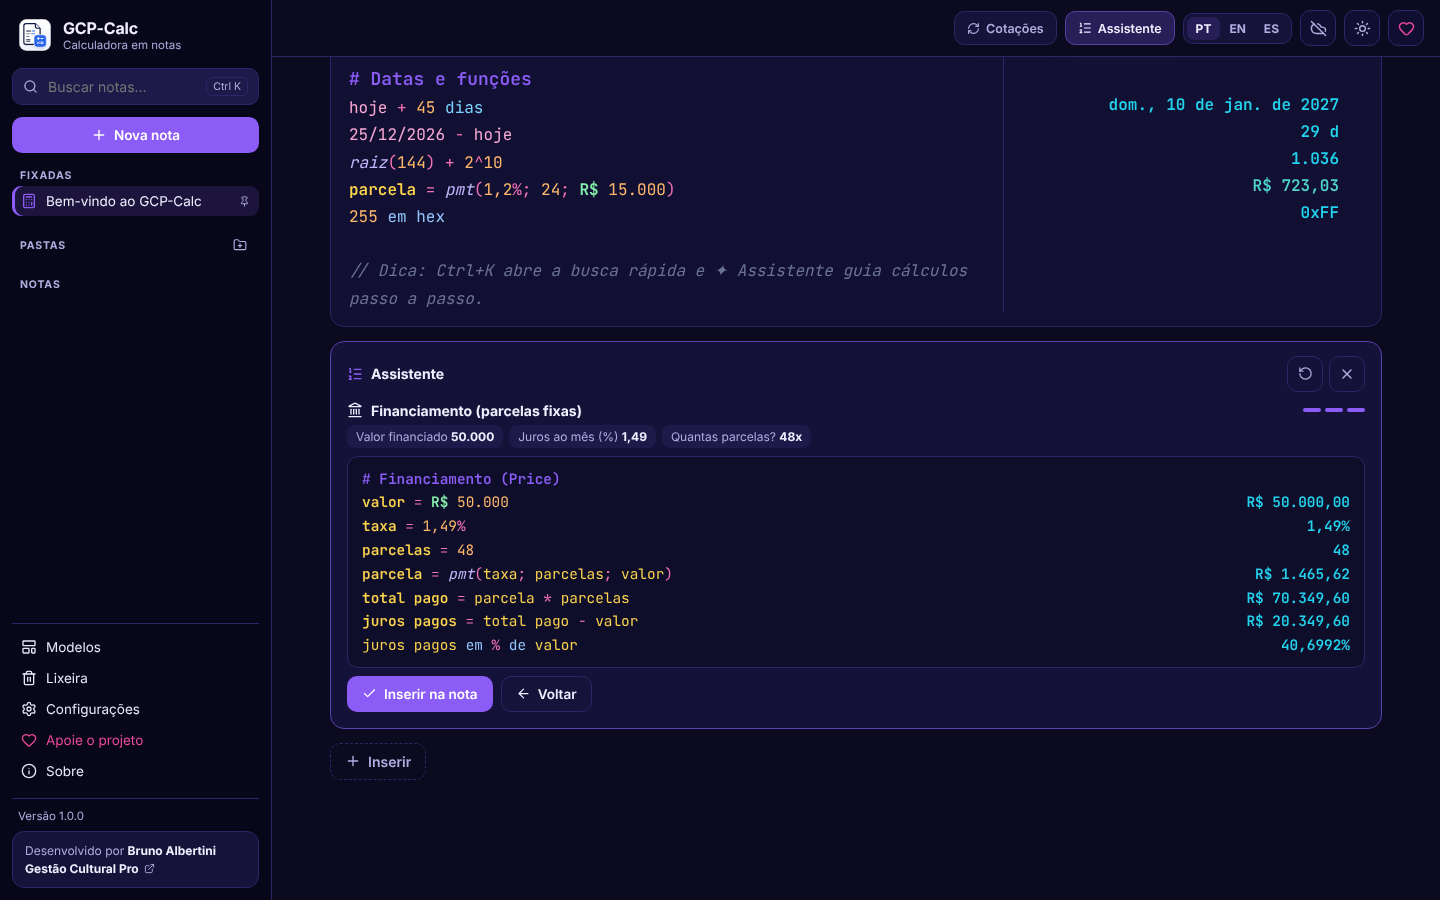 GCP-Calc
Calculadora em notas
Buscar notas...
Ctrl K
Nova nota
FIXADAS
Bem-vindo ao GCP-Calc
PASTAS
NOTAS
Modelos
Lixeira
Configurações
Apoie o projeto
Sobre
Versão 1.0.0
Desenvolvido por Bruno Albertini
Gestão Cultural Pro
Cotações
Assistente
PT EN ES
# Datas e funções
hoje + 45 dias dom., 10 de jan. de 2027
25/12/2026 - hoje 29 d
raiz(144) + 2^10 1.036
parcela = pmt(1,2%; 24; R$ 15.000) R$ 723,03
255 em hex 0xFF
// Dica: Ctrl+K abre a busca rápida e ✦ Assistente guia cálculos
passo a passo.
Assistente
Financiamento (parcelas fixas)
Valor financiado 50.000 Juros ao mês (%) 1,49 Quantas parcelas? 48x
# Financiamento (Price)
valor = R$ 50.000 R$ 50.000,00
taxa = 1,49% 1,49%
parcelas = 48 48
parcela = pmt(taxa; parcelas; valor) R$ 1.465,62
total pago = parcela * parcelas R$ 70.349,60
juros pagos = total pago - valor R$ 20.349,60
juros pagos em % de valor 40,6992%
Inserir na nota
Voltar
Inserir